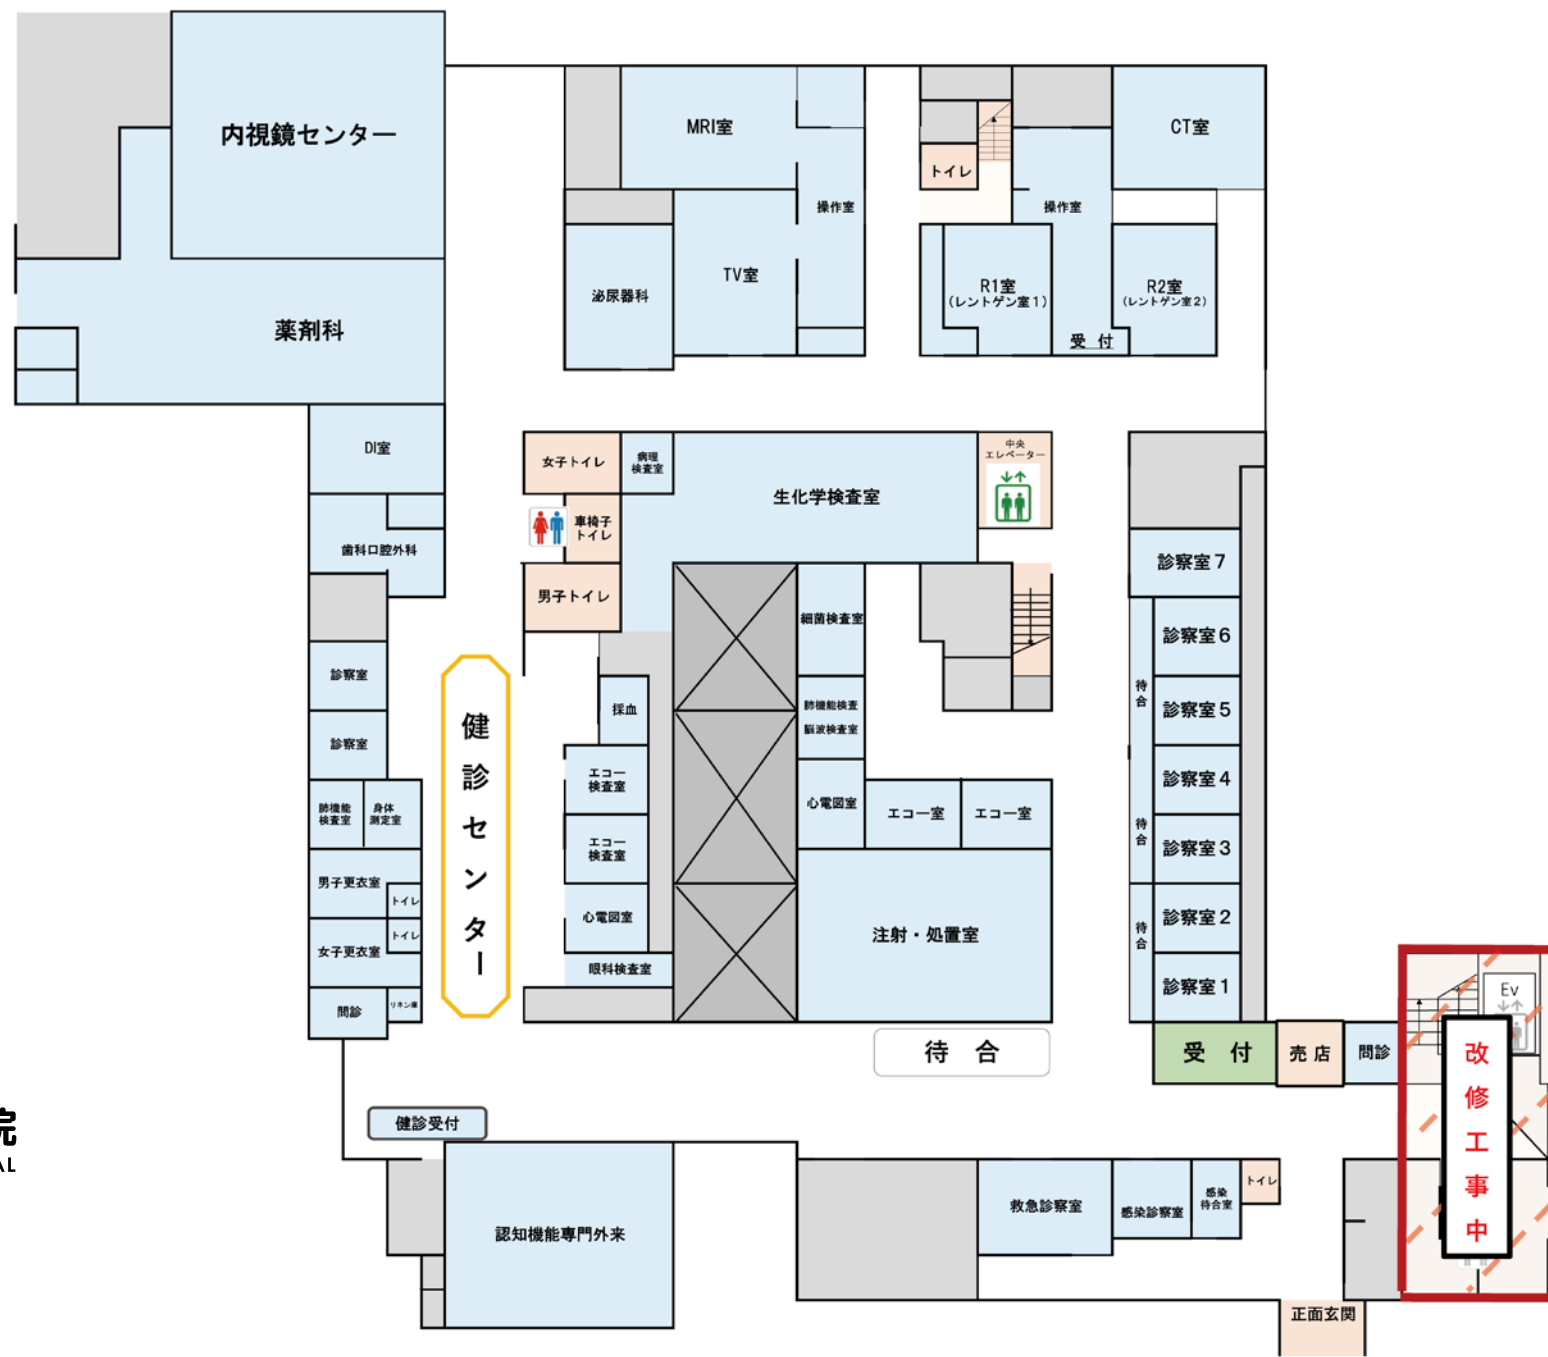 内視鏡センター
MRI室
操作室
トイレ
操作室
CT室
TV室
泌尿器科
R1室
(レントゲン室1)
R2室
(レントゲン室2)
受 付
薬剤科
DI室
女子トイレ
病理
検査室
生化学検査室
中央
エレベーター
車椅子
トイレ
歯科口腔外科
男子トイレ
細菌検査室
診察室7
診察室6
待合
診察室5
診察室
採血
肺機能検査
脳波検査室
診察室
エコー
検査室
心電図室
エコー室
エコー室
診察室4
健診センター
肺機能
検査室
身体
測定室
エコー
検査室
待合
診察室3
男子更衣室
トイレ
心電図室
注射・処置室
診察室2
待合
女子更衣室
トイレ
眼科検査室
診察室1
問診
リネン庫
待 合
受 付
売店
問診
Ev
改修工事中
健診受付
院
AL
認知機能専門外来
救急診察室
感染診察室
感染
待合室
トイレ
正面玄関